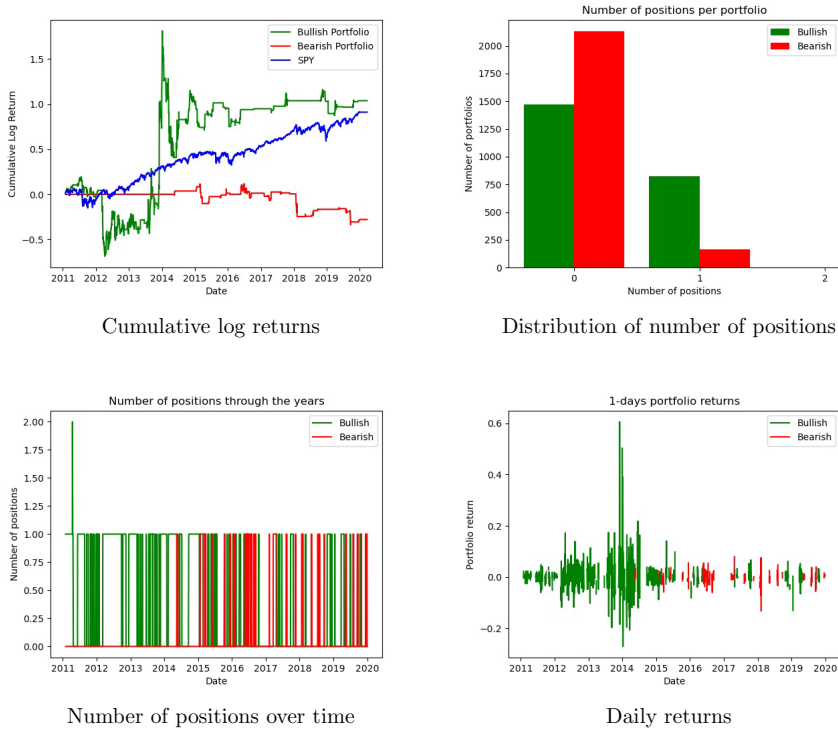 Cumulative Log Return
1.5
1.0
0.5
0.0
−0.5
2011 2012 2013 2014 2015 2016 2017 2018 2019 2020
Date
Bullish Portfolio
Bearish Portfolio
SPY
Cumulative log returns
Number of positions per portfolio
Number of portfolios
2000
1750
1500
1250
1000
750
500
250
0
0 1 2
Number of positions
Bullish
Bearish
Distribution of number of positions
Number of positions through the years
Number of positions
2.00
1.75
1.50
1.25
1.00
0.75
0.50
0.25
0.00
2011 2012 2013 2014 2015 2016 2017 2018 2019 2020
Date
Bullish
Bearish
Number of positions over time
1-days portfolio returns
Portfolio return
0.6
0.4
0.2
0.0
−0.2
2011 2012 2013 2014 2015 2016 2017 2018 2019 2020
Date
Bullish
Bearish
Daily returns